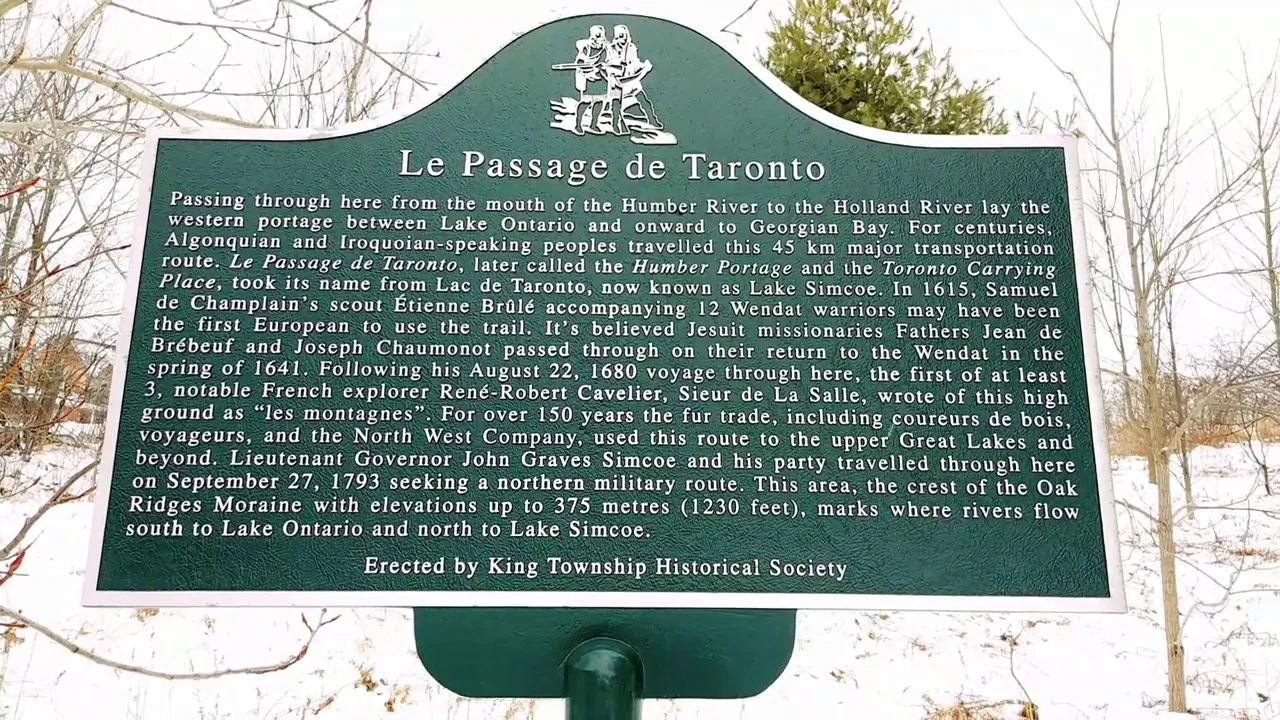 Le Passage de Taronto
Passing through here from the mouth of the Humber River to the Holland River lay the
western portage between Lake Ontario and onward to Georgian Bay. For centuries,
Algonquian and Iroquoian-speaking peoples travelled this 45 km major transportation
route. Le Passage de Taronto, later called the Humber Portage and the Toronto Carrying
Place, took its name from Lac de Taronto, now known as Lake Simcoe. In 1615, Samuel
de Champlain's scout Étienne Brûlé accompanying 12 Wendat warriors may have been
the first European to use the trail. It's believed Jesuit missionaries Fathers Jean de
Brébeuf and Joseph Chaumonot passed through on their return to the Wendat in the
spring of 1641. Following his August 22, 1680 voyage through here, the first of at least
3, notable French explorer René-Robert Cavelier, Sieur de La Salle, wrote of this high
ground as “les montagnes”. For over 150 years the fur trade, including coureurs de bois,
voyageurs, and the North West Company, used this route to the upper Great Lakes and
beyond. Lieutenant Governor John Graves Simcoe and his party travelled through here
on September 27, 1793 seeking a northern military route. This area, the crest of the Oak
Ridges Moraine with elevations up to 375 metres (1230 feet), marks where rivers flow
south to Lake Ontario and north to Lake Simcoe.
Erected by King Township Historical Society